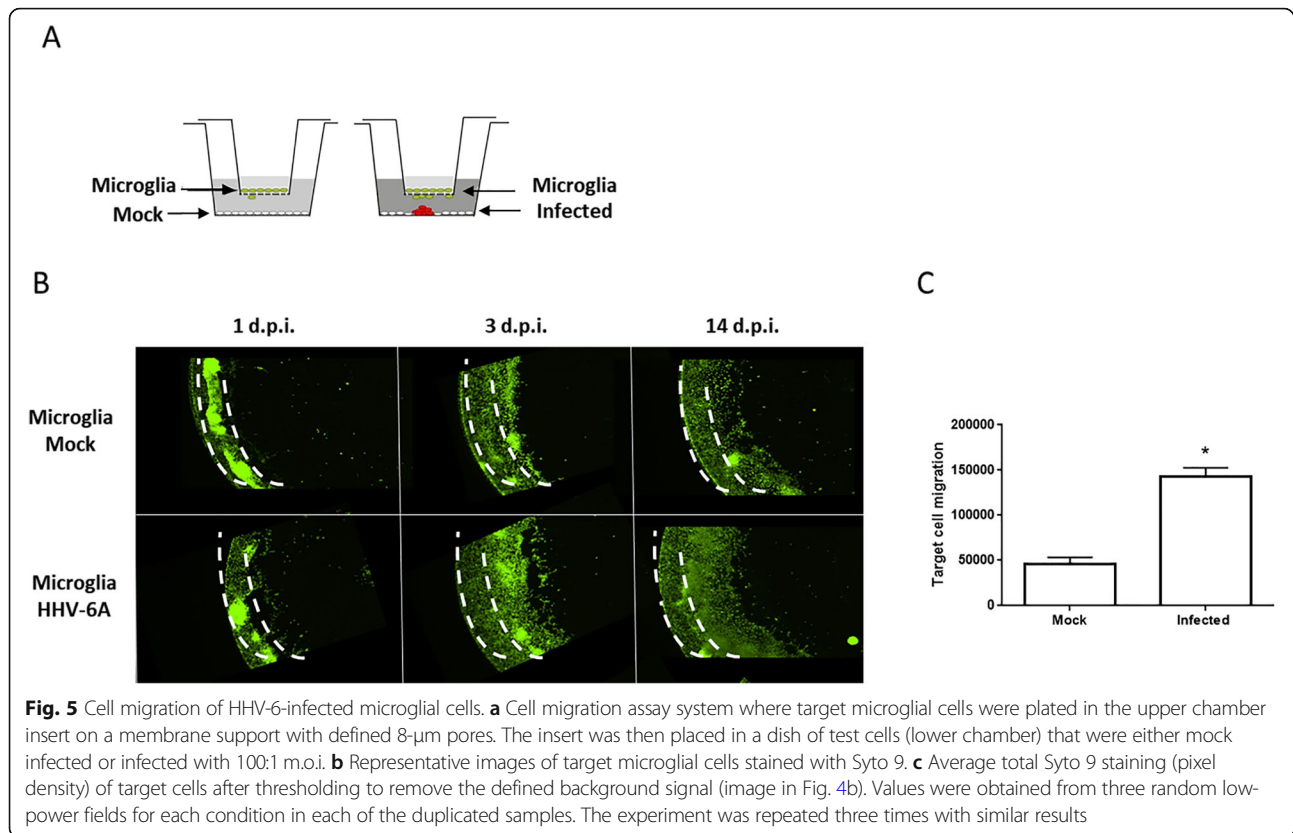 A
Microglia
Mock
Microglia
Infected
B
1 d.p.i.
3 d.p.i.
14 d.p.i.
Microglia
Mock
Microglia
HHV-6A
C
Target cell migration
200000
150000
100000
50000
0
*
Mock
Infected
Fig. 5 Cell migration of HHV-6-infected microglial cells. a Cell migration assay system where target microglial cells were plated in the upper chamber
insert on a membrane support with defined 8-μm pores. The insert was then placed in a dish of test cells (lower chamber) that were either mock
infected or infected with 100:1 m.o.i. b Representative images of target microglial cells stained with Syto 9. c Average total Syto 9 staining (pixel
density) of target cells after thresholding to remove the defined background signal (image in Fig. 4b). Values were obtained from three random low-
power fields for each condition in each of the duplicated samples. The experiment was repeated three times with similar results